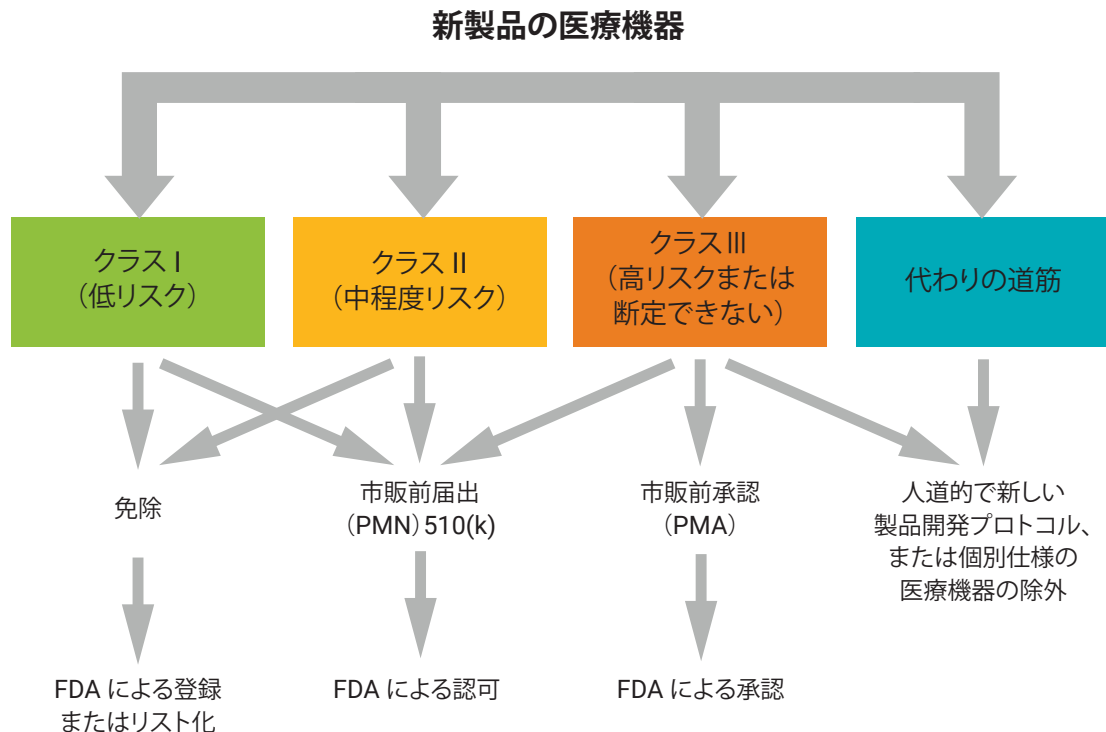 新製品の医療機器
クラス I
（低リスク）
クラス II
（中程度リスク）
クラス III
（高リスクまたは
断定できない）
代わりの道筋
免除
市販前届出
（PMN）510(k)
市販前承認
（PMA）
人道的で新しい
製品開発プロトコル、
または個別仕様の
医療機器の除外
FDA による登録
またはリスト化
FDA による認可
FDA による承認